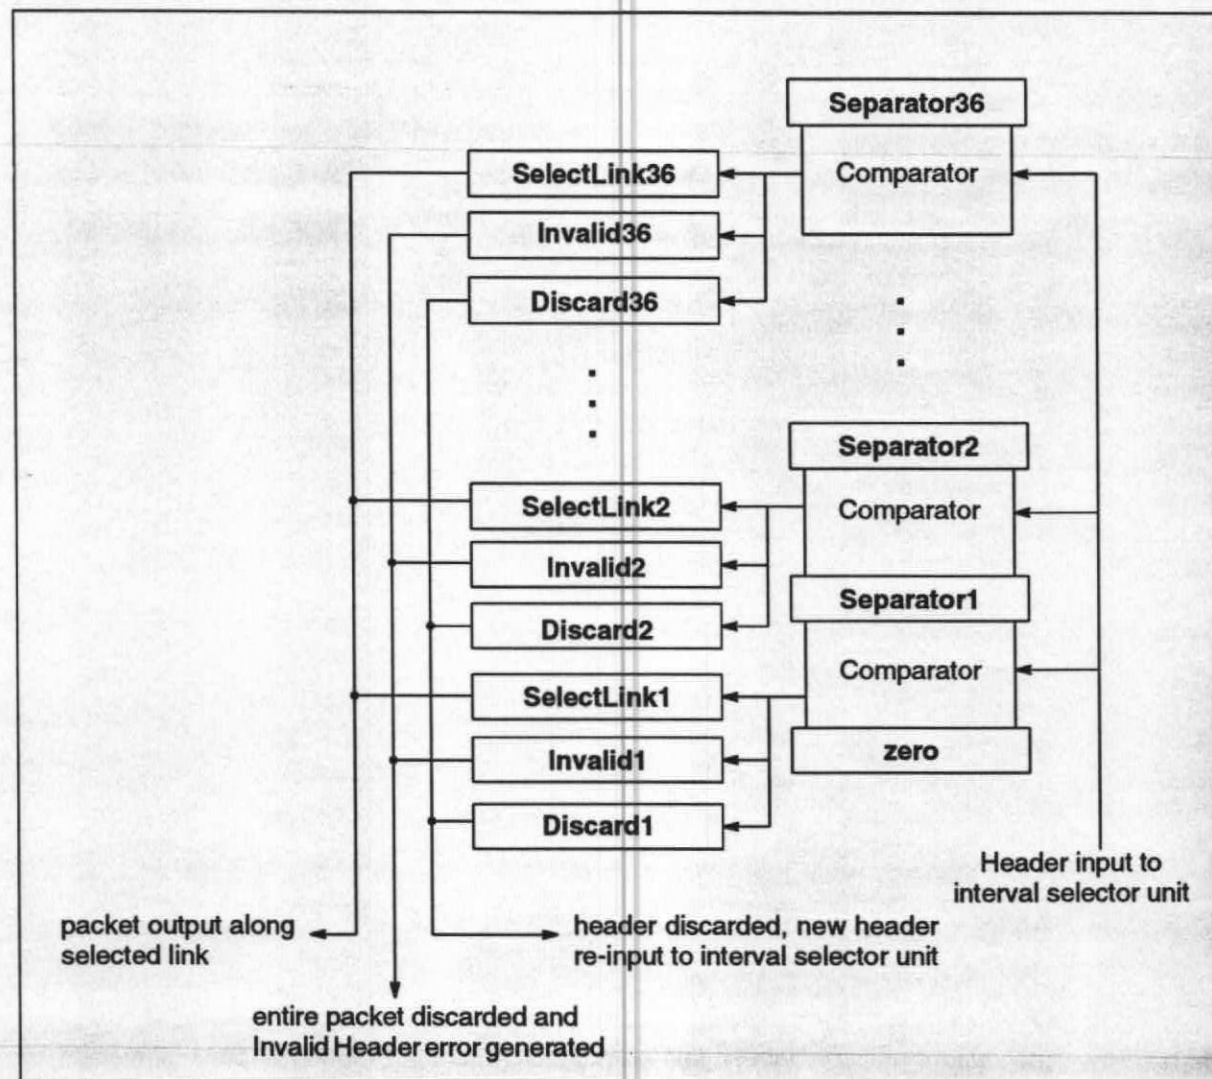 Separator36
SelectLink36
Comparator
Invalid36
Discard36
Separator2
SelectLink2
Comparator
Invalid2
Separator1
Discard2
Comparator
SelectLink1
Invalid1
zero
Discard1
Header input to
interval selector unit
packet output along
selected link
header discarded, new header
re-input to interval selector unit
entire packet discarded and
Invalid Header error generated